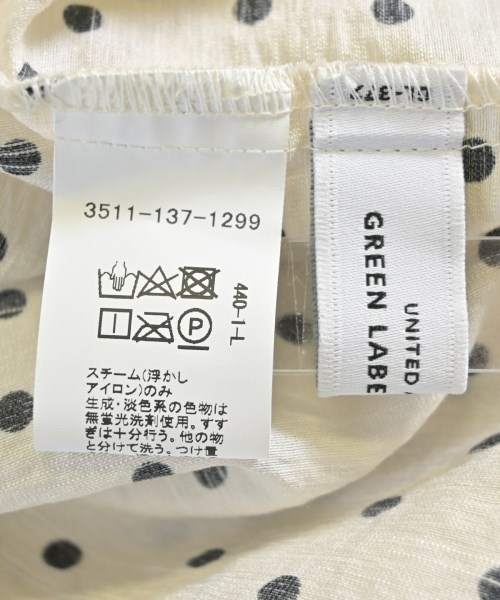 3511-137-1299
440-1-L
P
スチーム(浮かし
アイロン)のみ
生成・淡色系の色物は
無蛍光洗剤使用。すす
ぎは十分行う。他の物
と分けて洗う。つけ置
UNITED
GREEN LABE